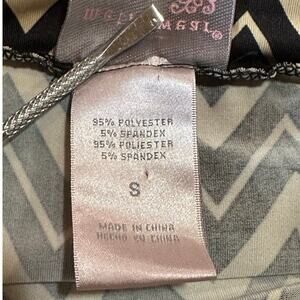 95% POLYESTER
5% SPANDEX
95% POLIESTER
5% SPANDEX
S
MADE IN CHINA
HECHO EN CHINA